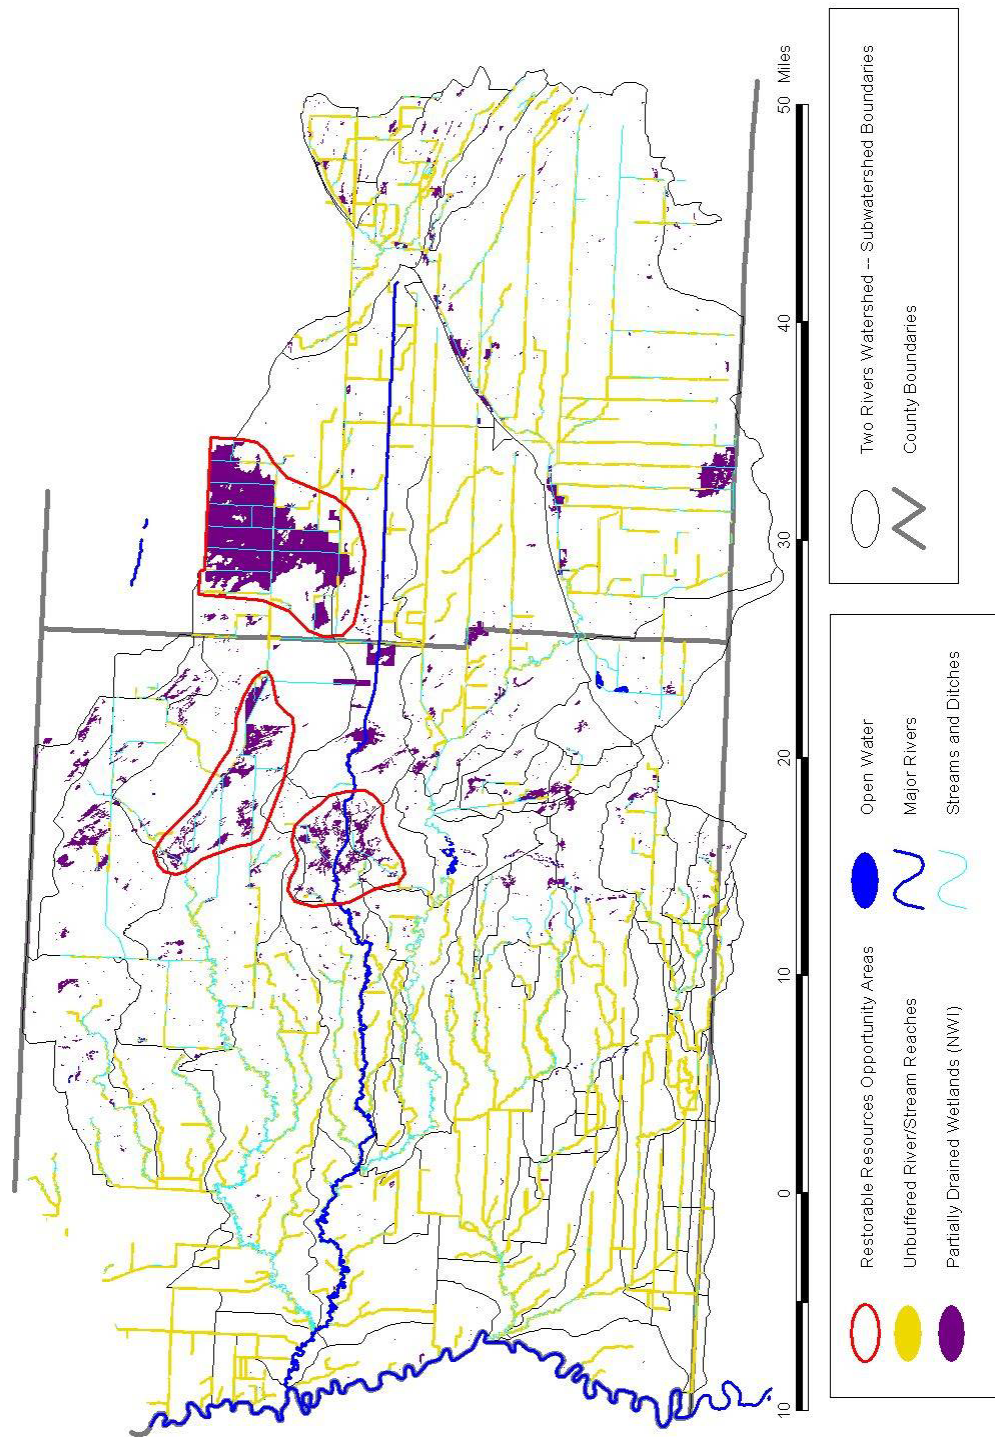 10 0 10 20 30 40 50 Miles
Restorable Resources Opportunity Areas
Unbuffered River/Stream Reaches
Partially Drained Wetlands (NWI)
Open Water
Major Rivers
Streams and Ditches
Two Rivers Watershed -- Subwatershed Boundaries
County Boundaries